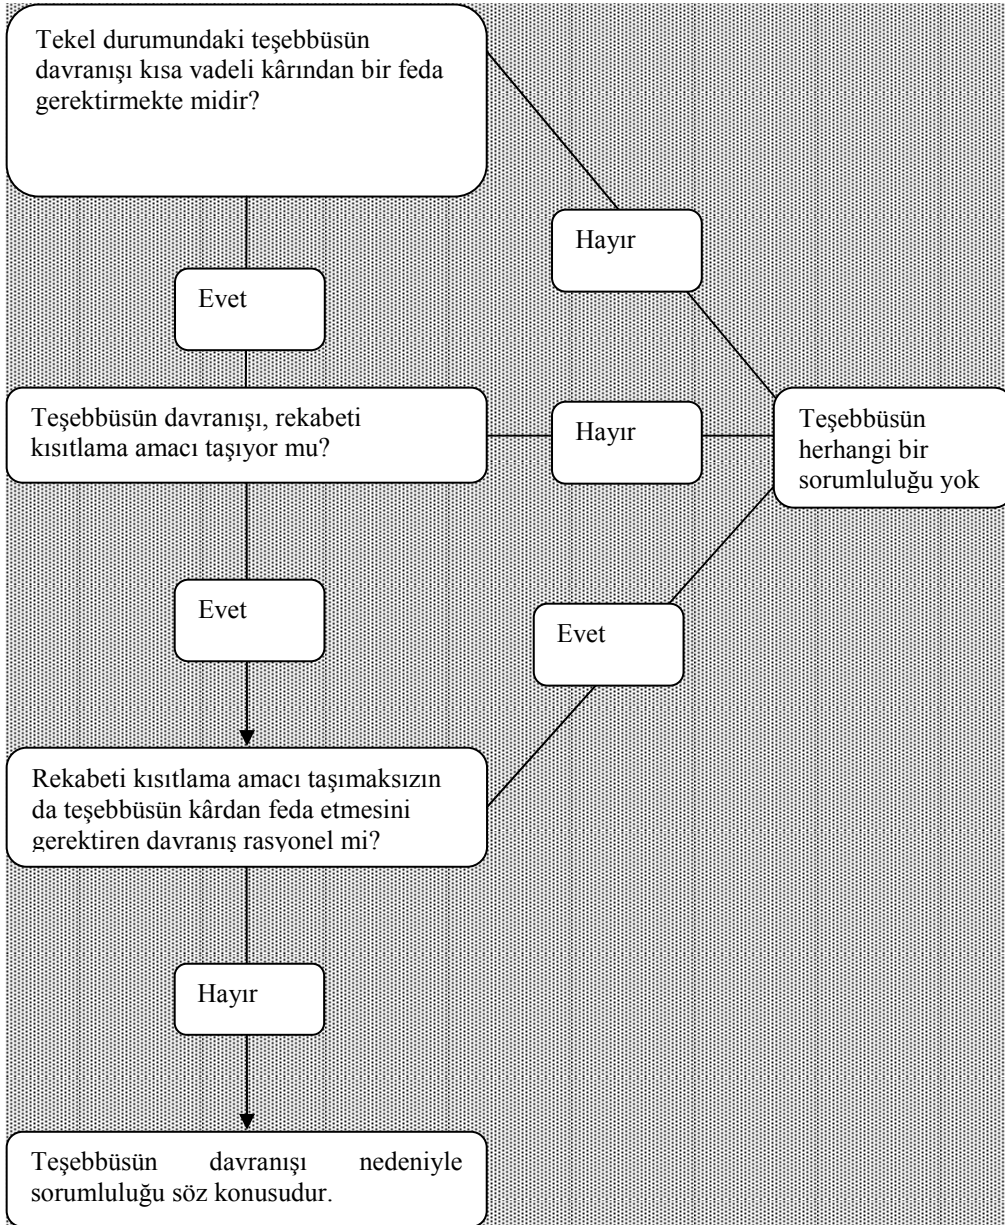 Tekel durumundaki teşebbüsün
davranışı kısa vadeli kârından bir feda
gerektirmekte midir?
Hayır
Evet
Teşebbüsün davranışı, rekabeti
kısıtlama amacı taşıyor mu?
Hayır
Teşebbüsün
herhangi bir
sorumluluğu yok
Evet
Evet
Rekabeti kısıtlama amacı taşımaksızın
da teşebbüsün kârdan feda etmesini
gerektiren davranış rasyonel mi?
Hayır
Teşebbüsün davranışı nedeniyle
sorumluluğu söz konusudur.